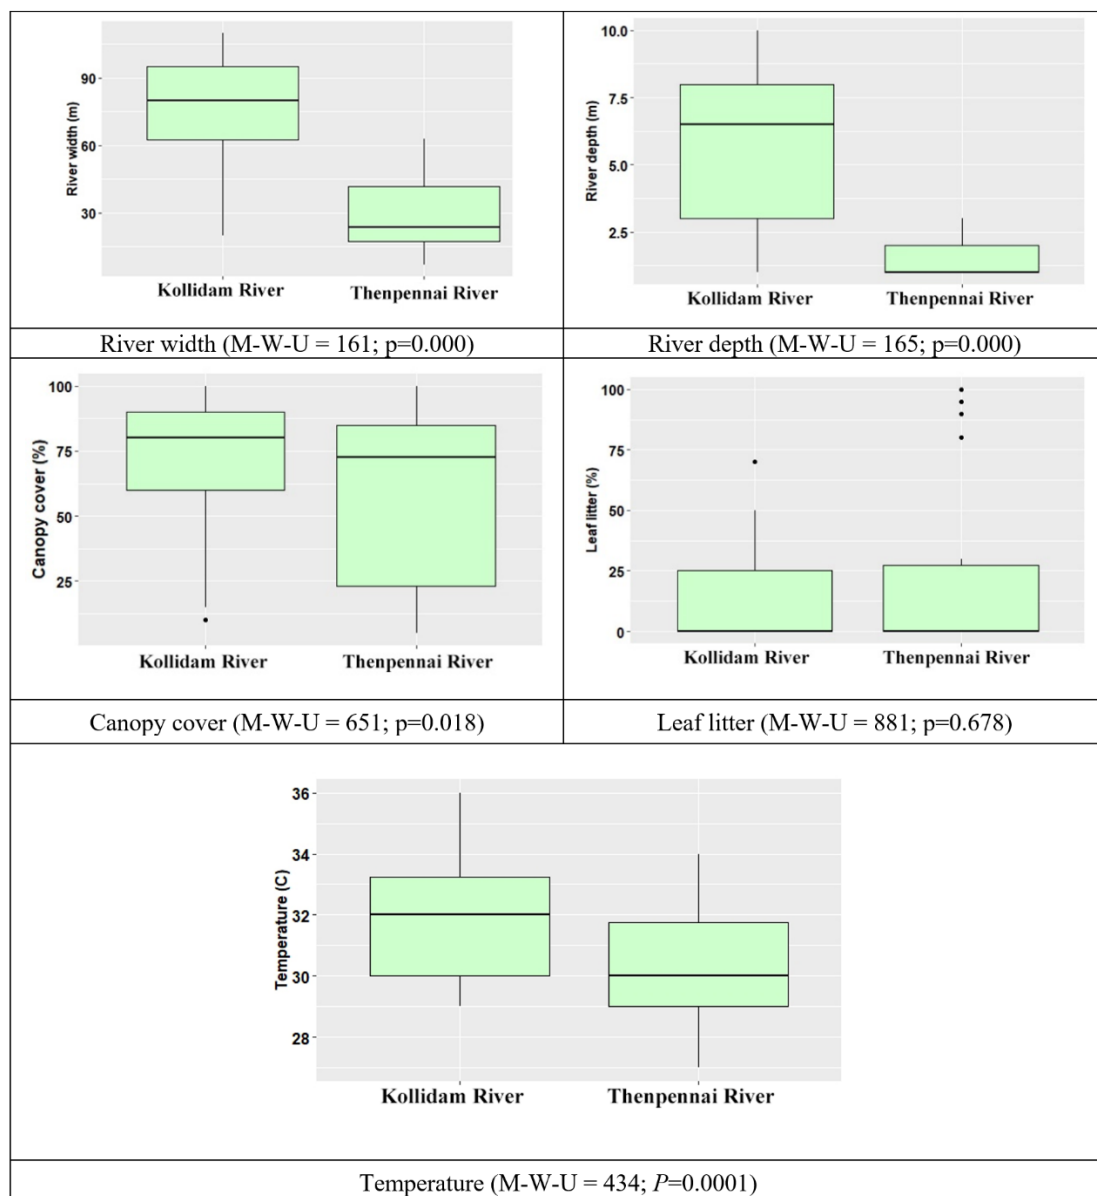 River width (m)
90
60
30
Kollidam River Thenpennai River
River width (M-W-U = 161; p=0.000)
River depth (m)
10.0
7.5
5.0
2.5
Kollidam River Thenpennai River
River depth (M-W-U = 165; p=0.000)
Canopy cover (%)
100
75
50
25
Kollidam River Thenpennai River
Canopy cover (M-W-U = 651; p=0.018)
Leaf litter (%)
100
75
50
25
0
Kollidam River Thenpennai River
Leaf litter (M-W-U = 881; p=0.678)
Temperature (C)
36
34
32
30
28
Kollidam River Thenpennai River
Temperature (M-W-U = 434; P=0.0001)